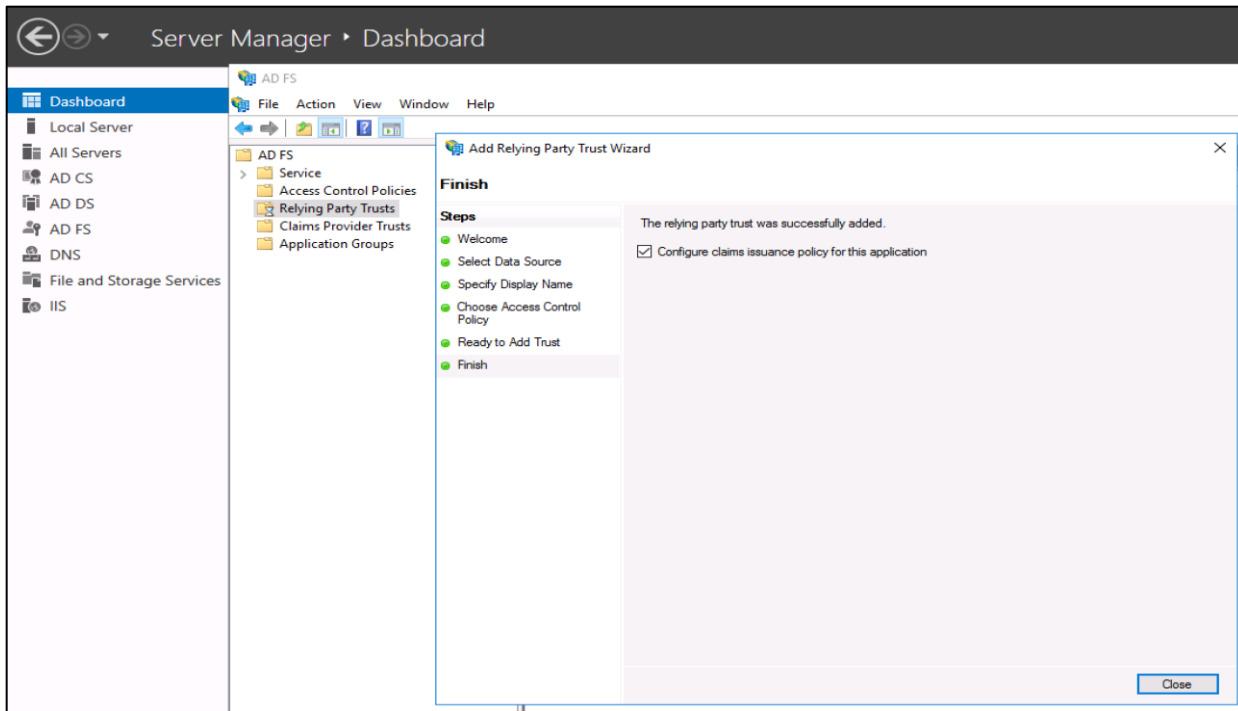 Server Manager ‣ Dashboard
Dashboard
Local Server
All Servers
AD CS
AD DS
AD FS
DNS
File and Storage Services
IIS
AD FS
File Action View Window Help
AD FS
Service
Access Control Policies
Relying Party Trusts
Claims Provider Trusts
Application Groups
Add Relying Party Trust Wizard
Finish
Steps
Welcome
Select Data Source
Specify Display Name
Choose Access Control
Policy
Ready to Add Trust
Finish
The relying party trust was successfully added.
Configure claims issuance policy for this application
Close